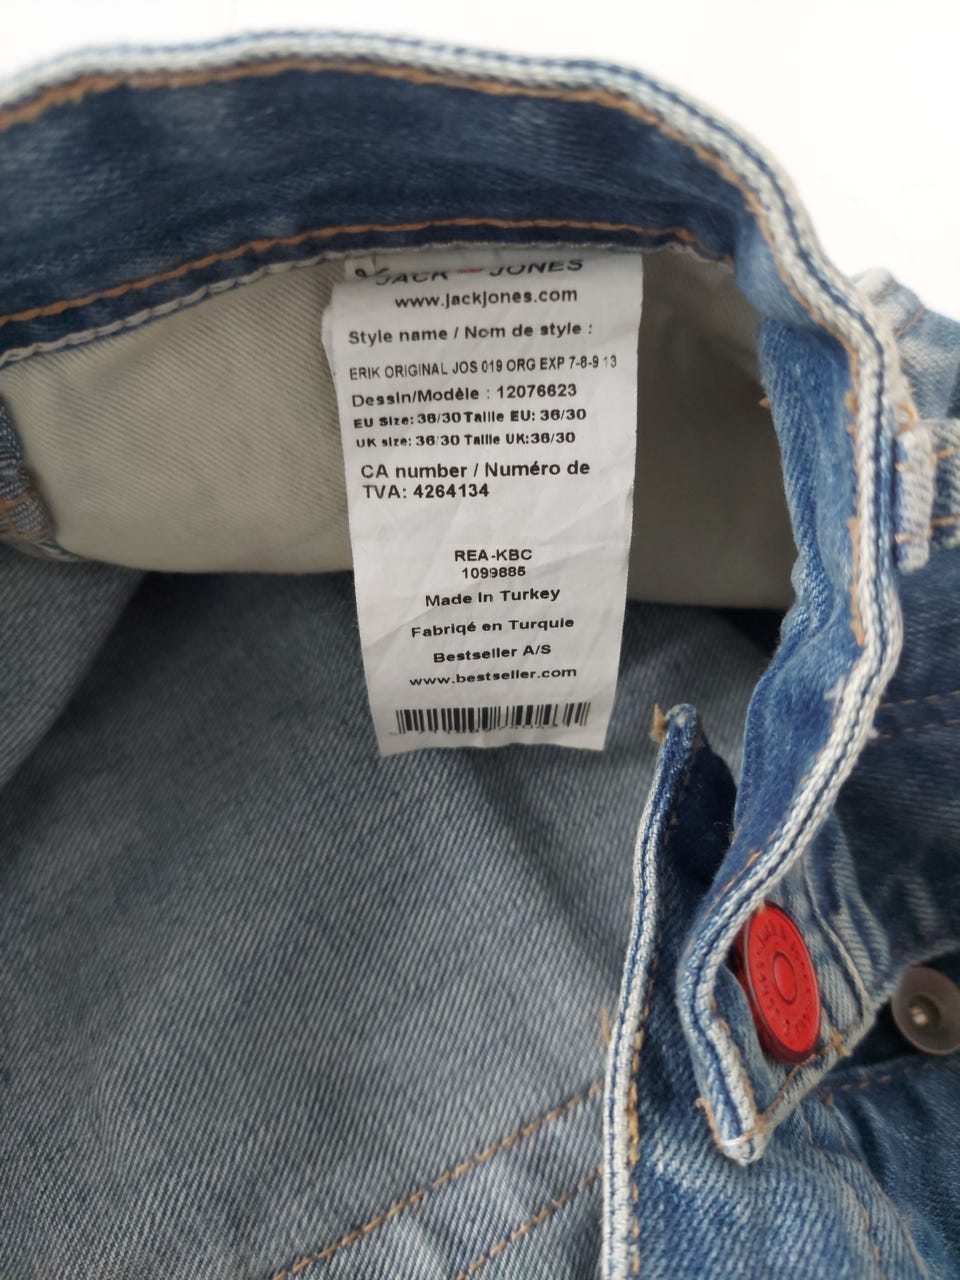 JACK JONES
www.jackjones.com
Style name / Nom de style :
ERIK ORIGINAL JOS 019 ORG EXP 7-8-9 13
Dessin/Modèle : 12076623
EU Size: 36/30 Taille EU: 36/30
UK size: 36/30 Taille UK:36/30
CA number / Numéro de
TVA: 4264134
REA-KBC
1099885
Made In Turkey
Fabriqé en Turquie
Bestseller A/S
www.bestseller.com